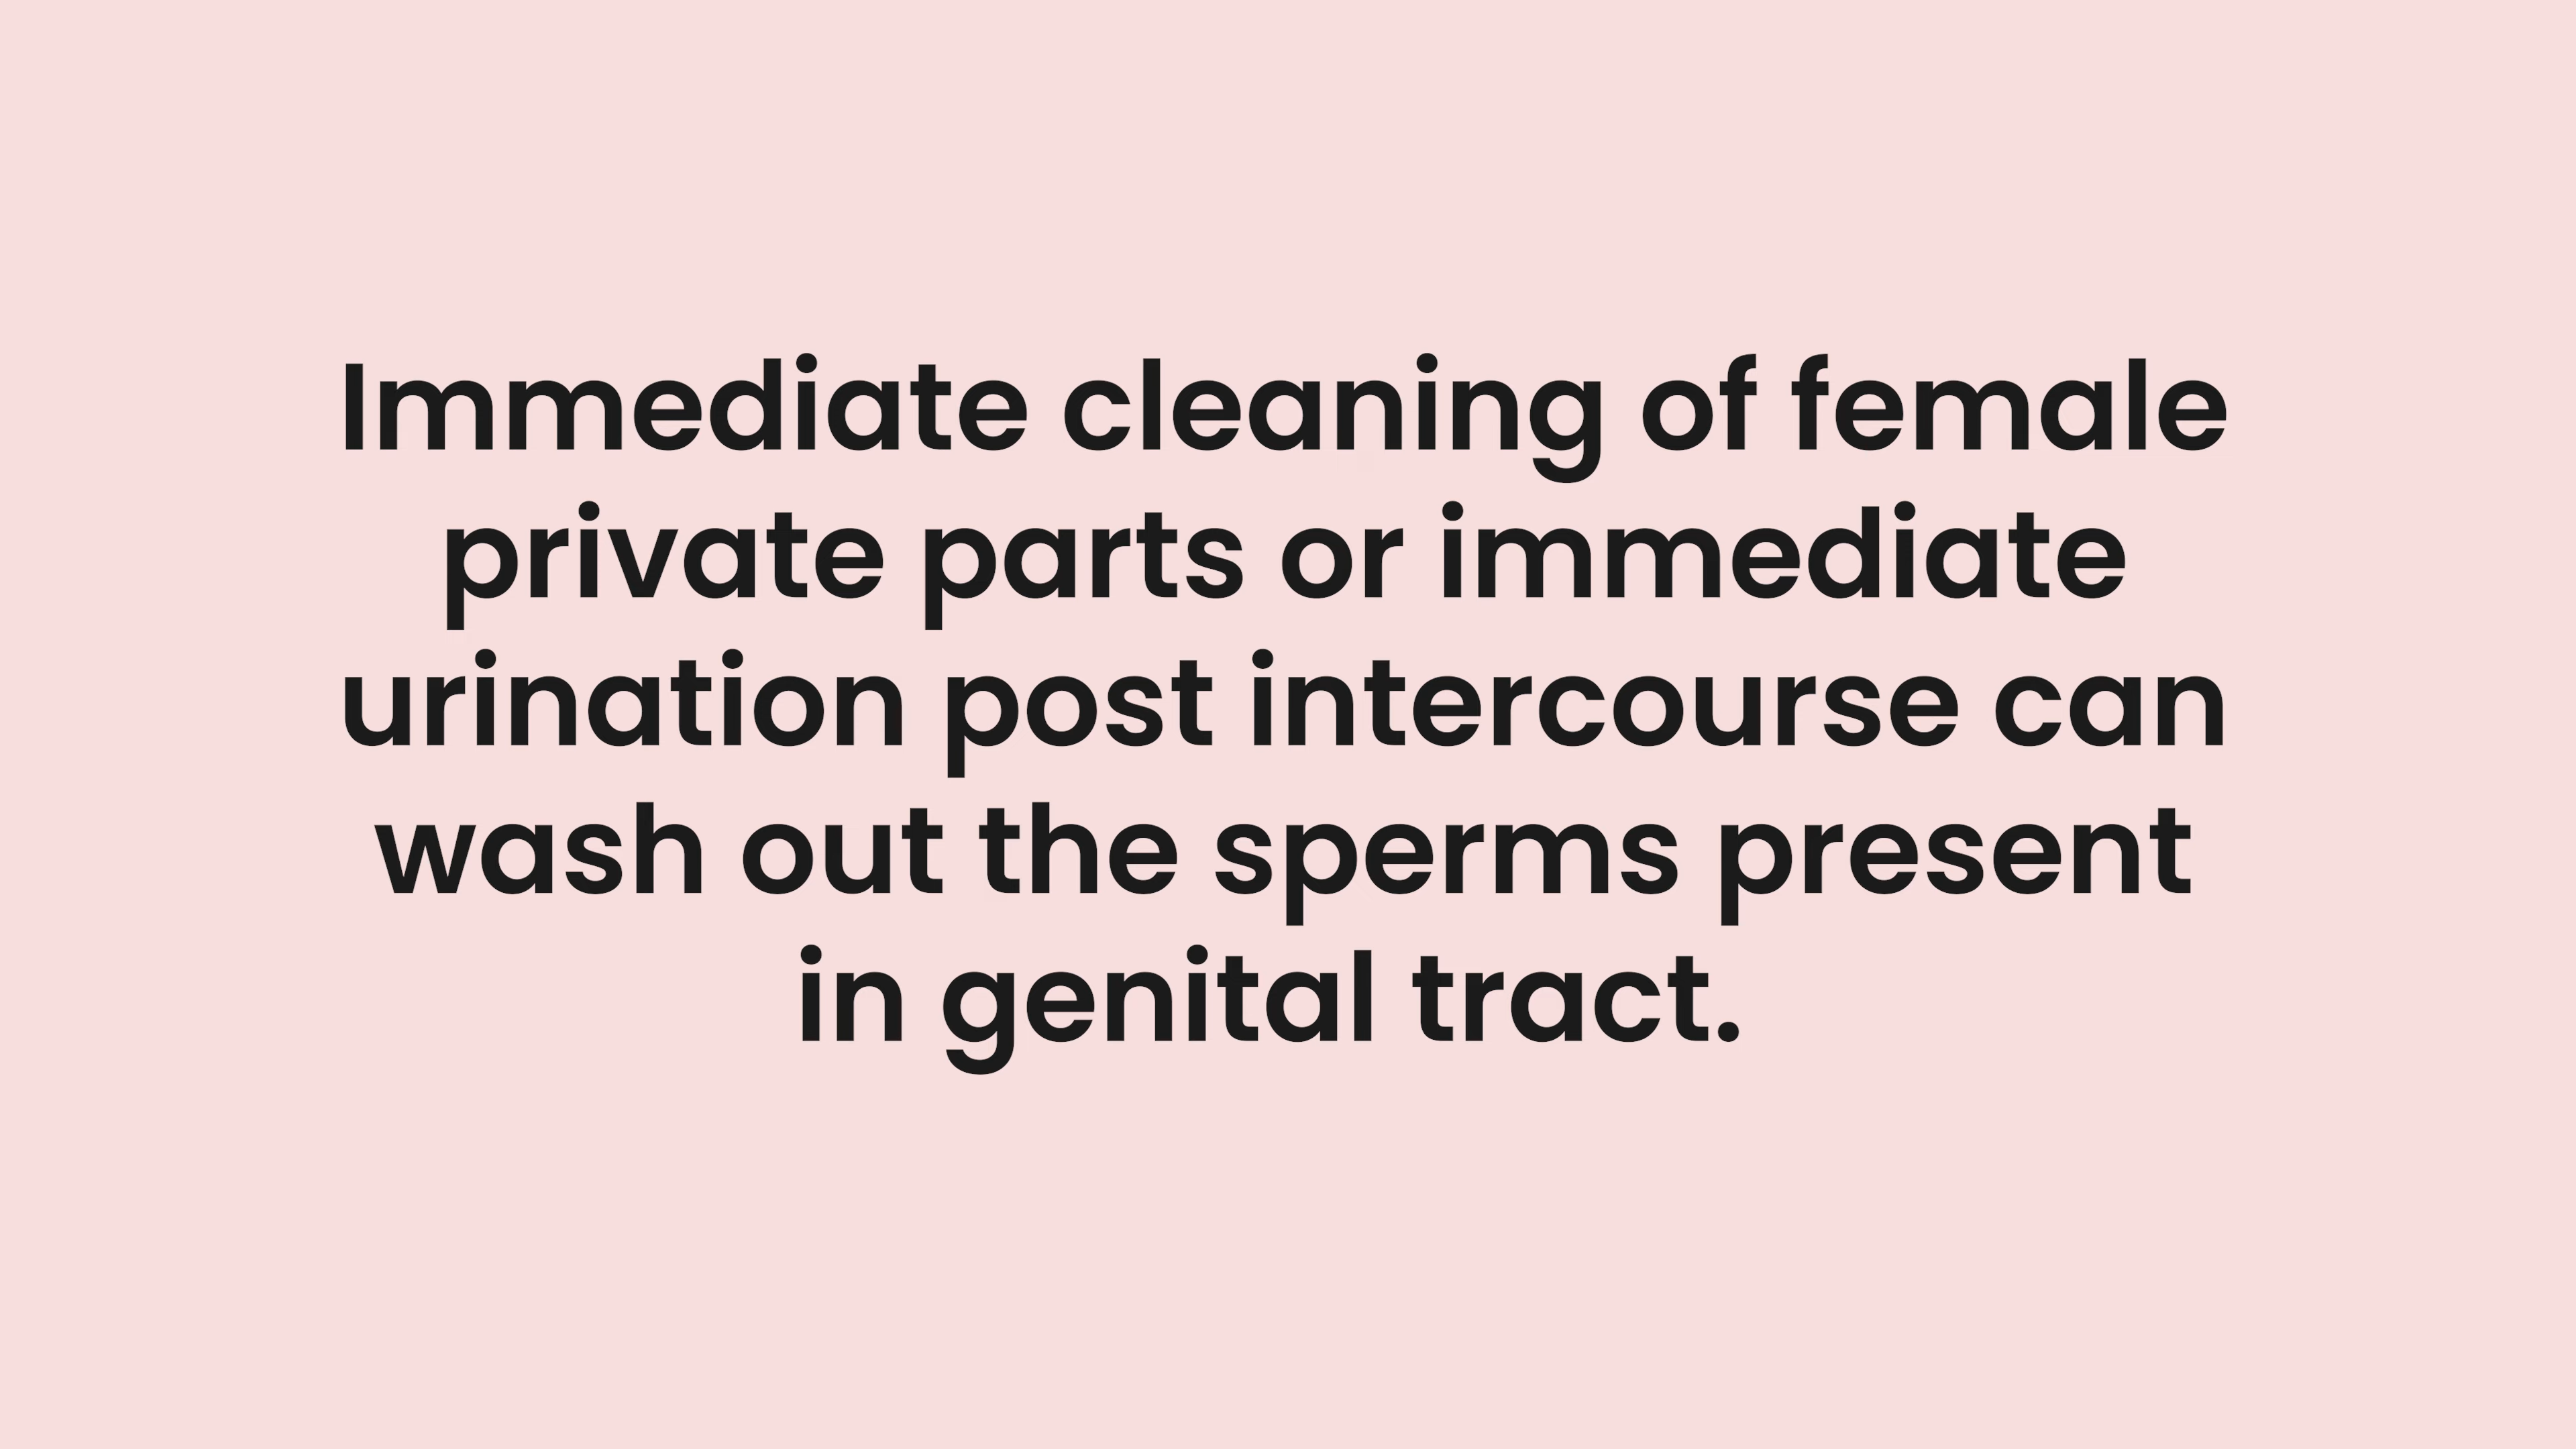 Immediate cleaning of female
private parts or immediate
urination post intercourse can
wash out the sperms present
in genital tract.